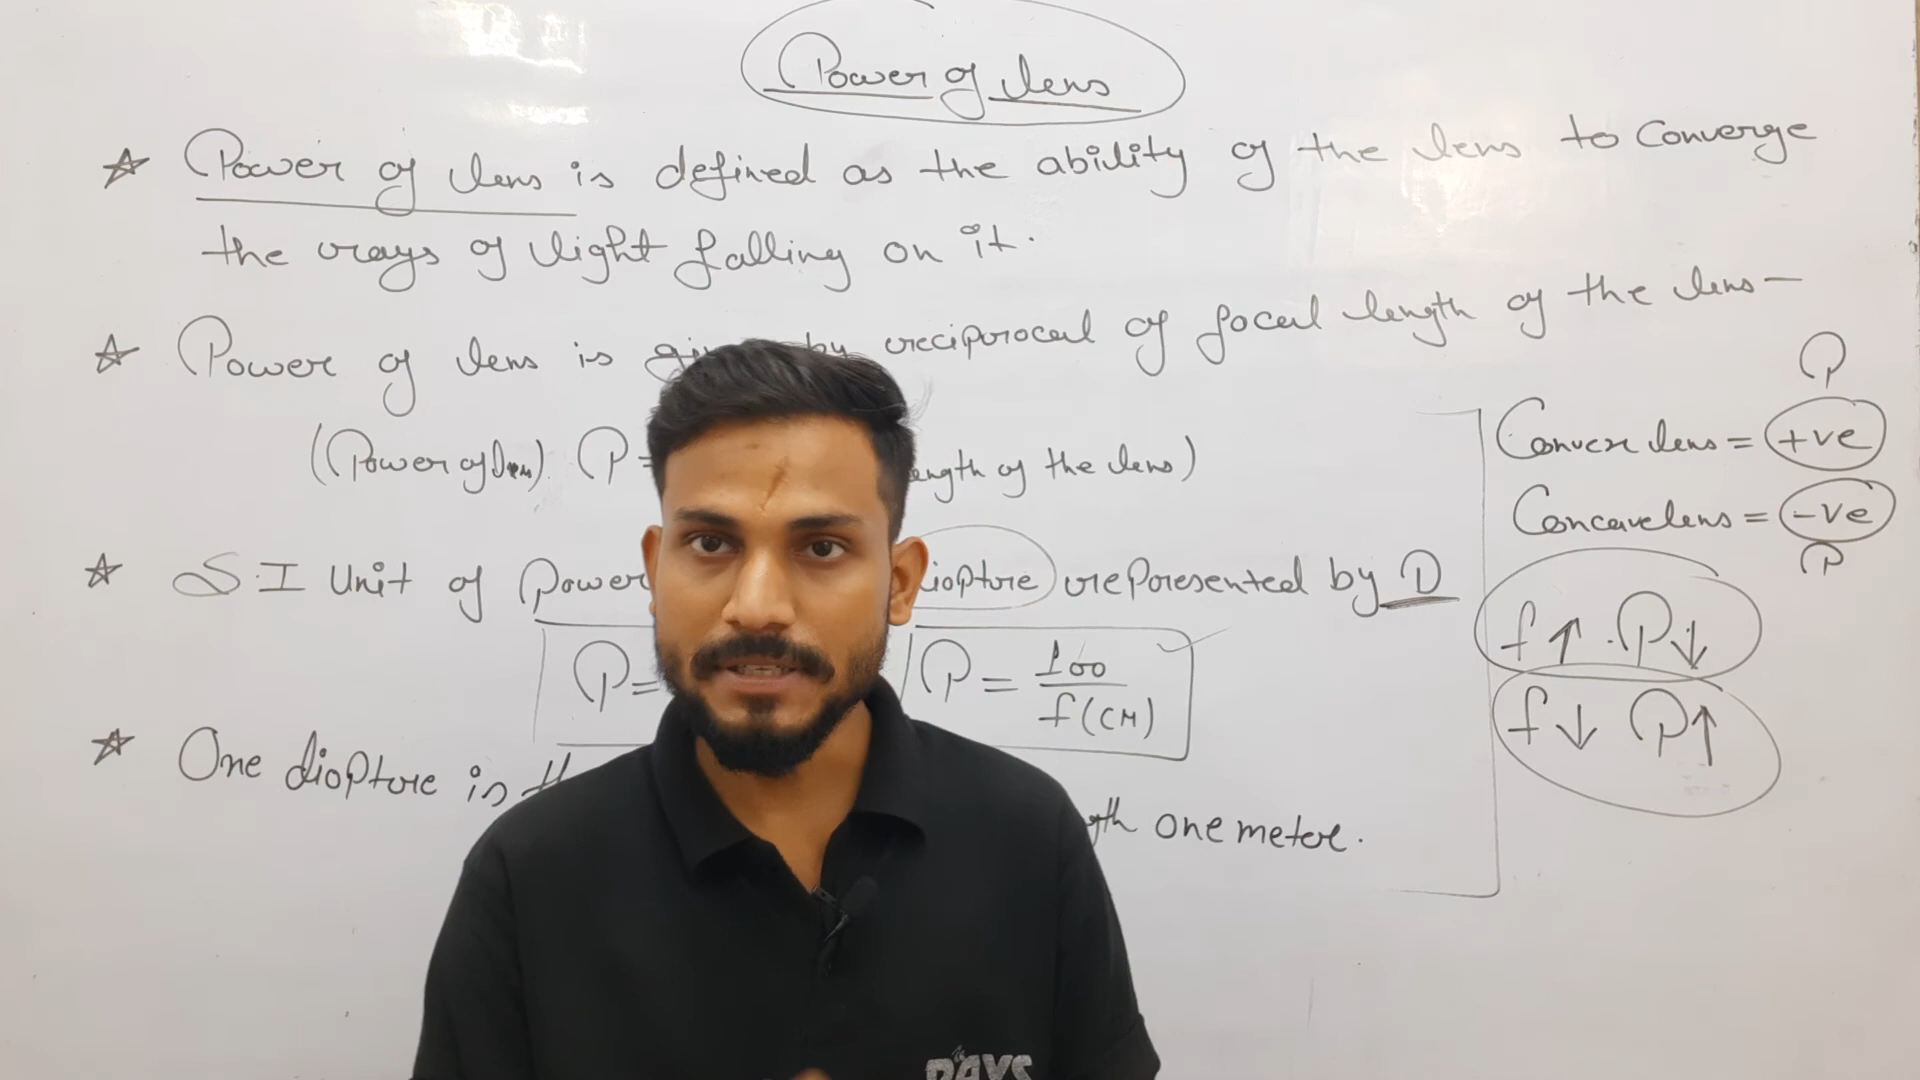 Power of lens
☆ Power of lens is defined as the ability of the lens to Converge
the rays of light falling on it.
☆ Power of lens is by reciprocal of focal length of the lens—
(Power of lens) P = length of the lens)
P
Convex lens = +ve
Concave lens = -ve
P
☆ S.I Unit of Power dioptre represented by D
f ↑ P ↓
P = P = 100 / f(cm)
f ↓ P ↑
☆ One dioptre is one meter.
RAYS